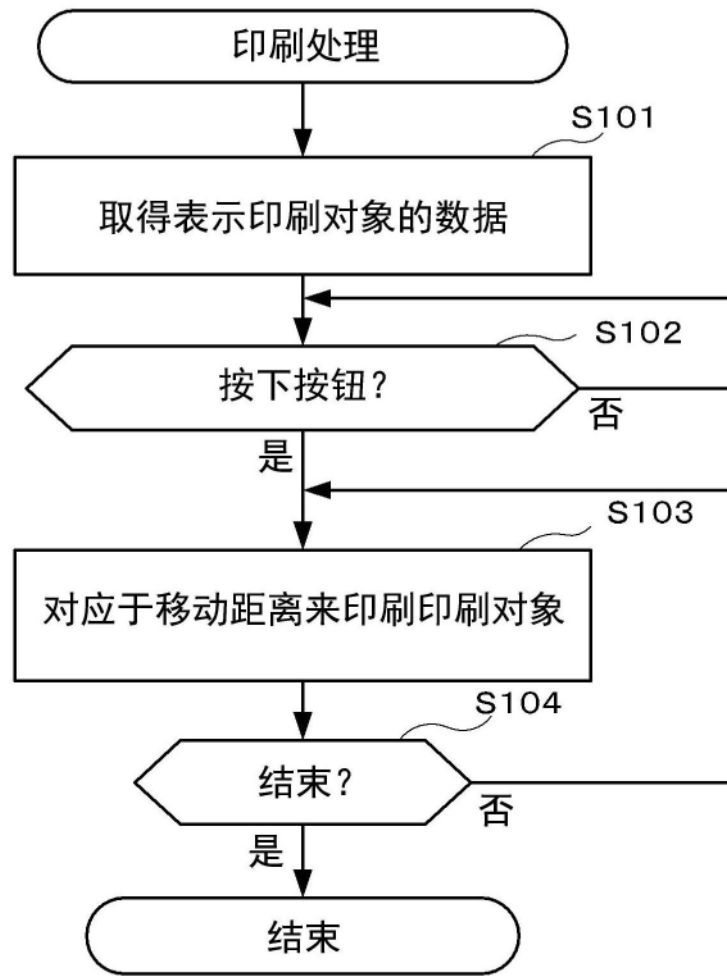 印刷处理
S101
取得表示印刷对象的数据
S102
按下按钮?
否
是
S103
对应于移动距离来印刷印刷对象
S104
结束?
否
是
结束